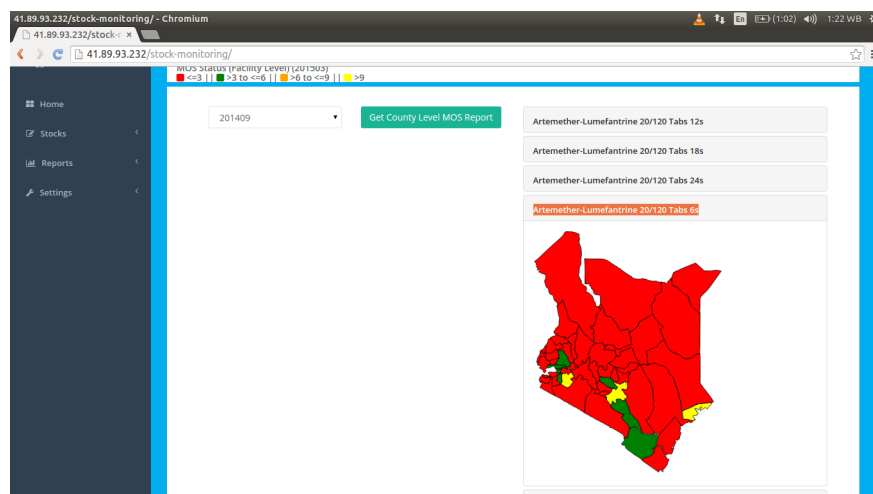 41.89.93.232/stock-monitoring/ - Chromium
En (1:02) 1:22 WB
41.89.93.232/stock-r ×
41.89.93.232/stock-monitoring/
MOS Status (Facility Level) (201503)
<=3 || >3 to <=6 || >6 to <=9 || >9
Home
Stocks
Reports
Settings
201409
Get County Level MOS Report
Artemether-Lumefantrine 20/120 Tabs 12s
Artemether-Lumefantrine 20/120 Tabs 18s
Artemether-Lumefantrine 20/120 Tabs 24s
Artemether-Lumefantrine 20/120 Tabs 6s